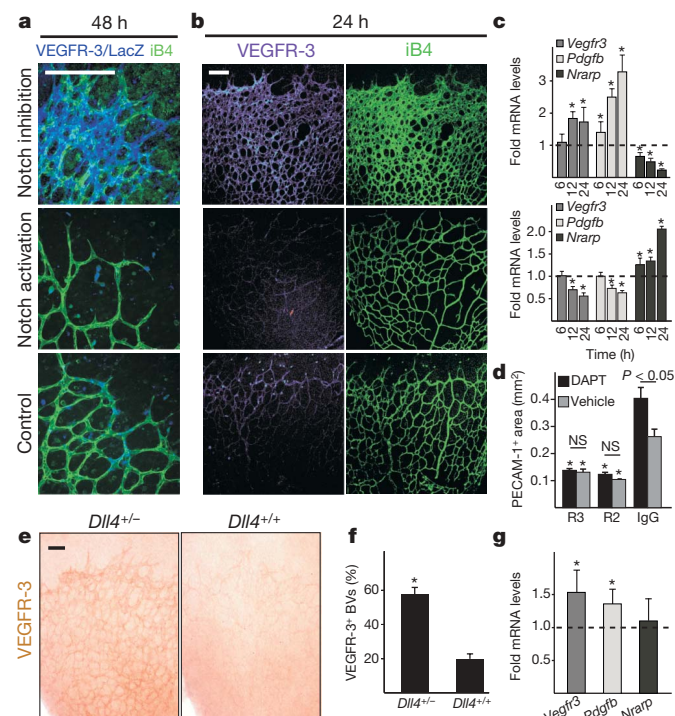 a
48 h
VEGFR-3/LacZ iB4
Notch inhibition
Notch activation
Control
b
24 h
VEGFR-3
iB4
c
Vegfr3
Pdgfb
Nrarp
Fold mRNA levels
3
2
1
* * * * * * * *
6 12 24 6 12 24 6 12 24
Vegfr3
Pdgfb
Nrarp
Fold mRNA levels
2.0
1.5
1.0
0.5
* * * * * * *
6 12 24 6 12 24 6 12 24
Time (h)
d
DAPT
Vehicle
P < 0.05
PECAM-1⁺ area (mm²)
0.4
0.3
0.2
0.1
NS NS
* * * *
R3 R2 IgG
e
Dll4⁺/⁻
Dll4⁺/⁺
VEGFR-3
f
VEGFR-3⁺ BVs (%)
60
40
20
*
Dll4⁺/⁻ Dll4⁺/⁺
g
Fold mRNA levels
1.5
1.0
0.5
* *
Vegfr3 Pdgfb Nrarp